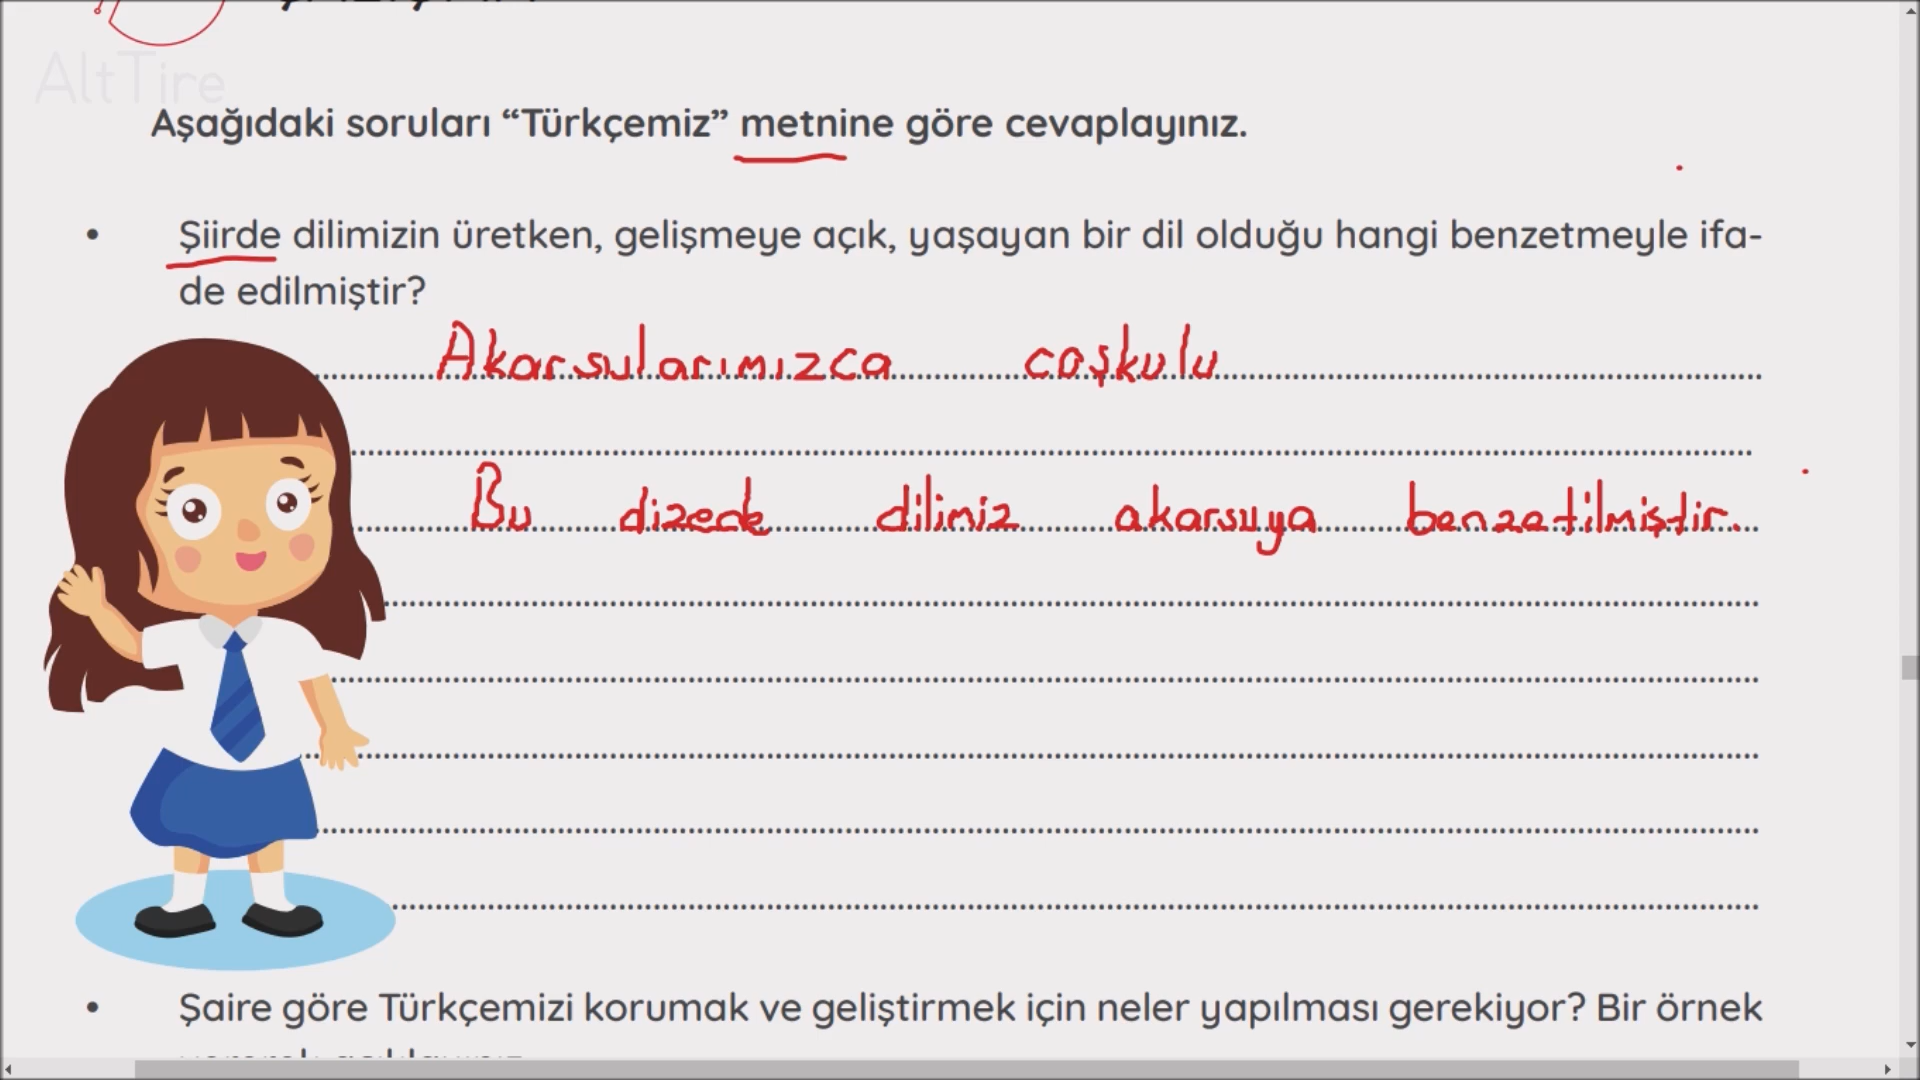 AltTire
Aşağıdaki soruları “Türkçemiz” metnine göre cevaplayınız.
• Şiirde dilimizin üretken, gelişmeye açık, yaşayan bir dil olduğu hangi benzetmeyle ifa-
de edilmiştir?
Akarsularımızca coşkulu
Bu dizede dilimiz akarsuya benzetilmiştir.
• Şaire göre Türkçemizi korumak ve geliştirmek için neler yapılması gerekiyor? Bir örnek